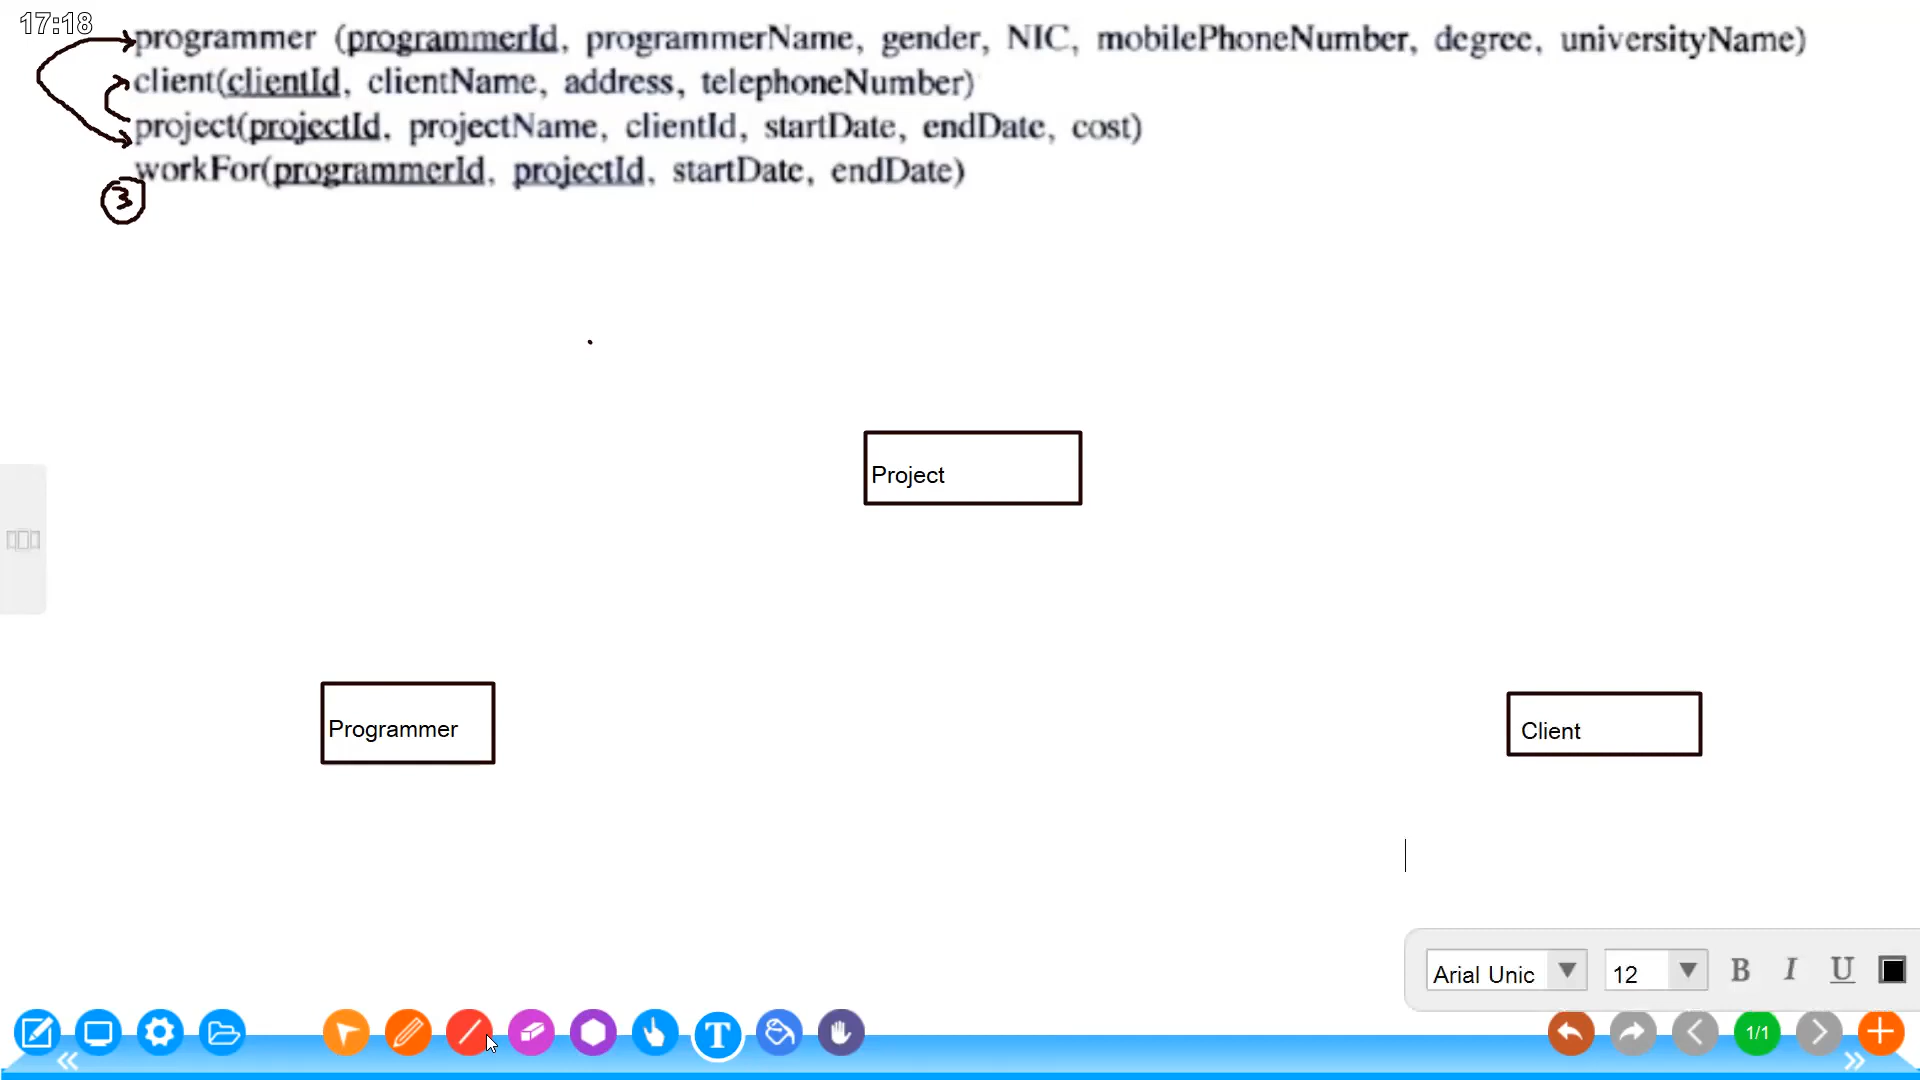 17:18
programmer (programmerId, programmerName, gender, NIC, mobilePhoneNumber, degree, universityName)
client(clientId, clientName, address, telephoneNumber)
project(projectId, projectName, clientId, startDate, endDate, cost)
workFor(programmerId, projectId, startDate, endDate)
3
Project
Programmer
Client
Arial Unic
12
B I U
T
1/1